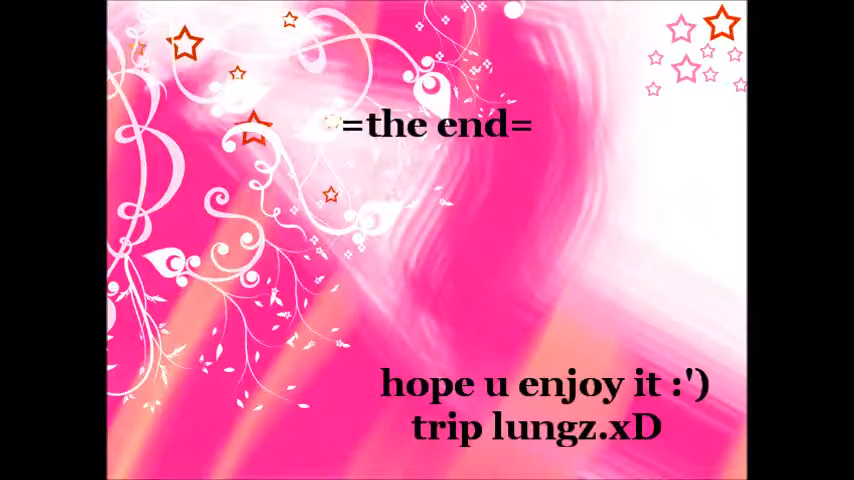 =the end=
hope u enjoy it :')
trip lungz.xD